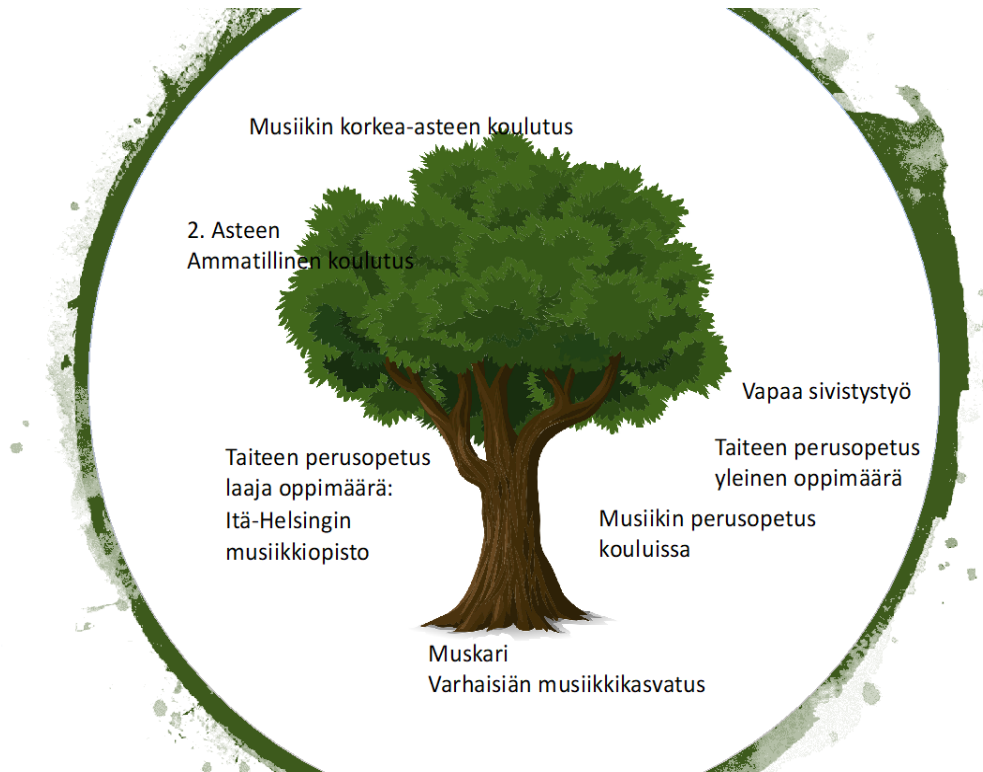 Musiikin korkea-asteen koulutus
2. Asteen
Ammatillinen koulutus
Vapaa sivistystyö
Taiteen perusopetus
yleinen oppimäärä
Taiteen perusopetus
laaja oppimäärä:
Itä-Helsingin
musiikkiopisto
Musiikin perusopetus
kouluissa
Muskari
Varhaisiän musiikkikasvatus